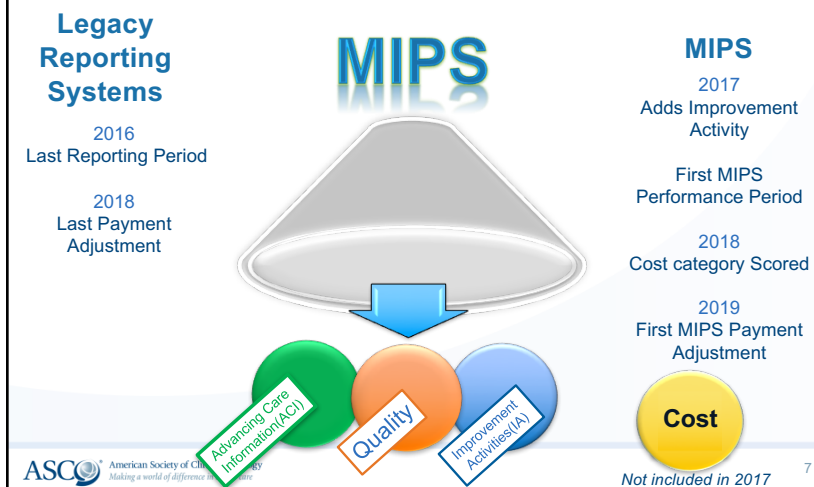 Legacy
Reporting
Systems
2016
Last Reporting Period
2018
Last Payment
Adjustment
MIPS
MIPS
2017
Adds Improvement
Activity
First MIPS
Performance Period
2018
Cost category Scored
2019
First MIPS Payment
Adjustment
Advancing Care
Information(ACI)
Quality
Improvement
Activities(IA)
Cost
Not included in 2017
ASCO
American Society of
Making a world of difference
7